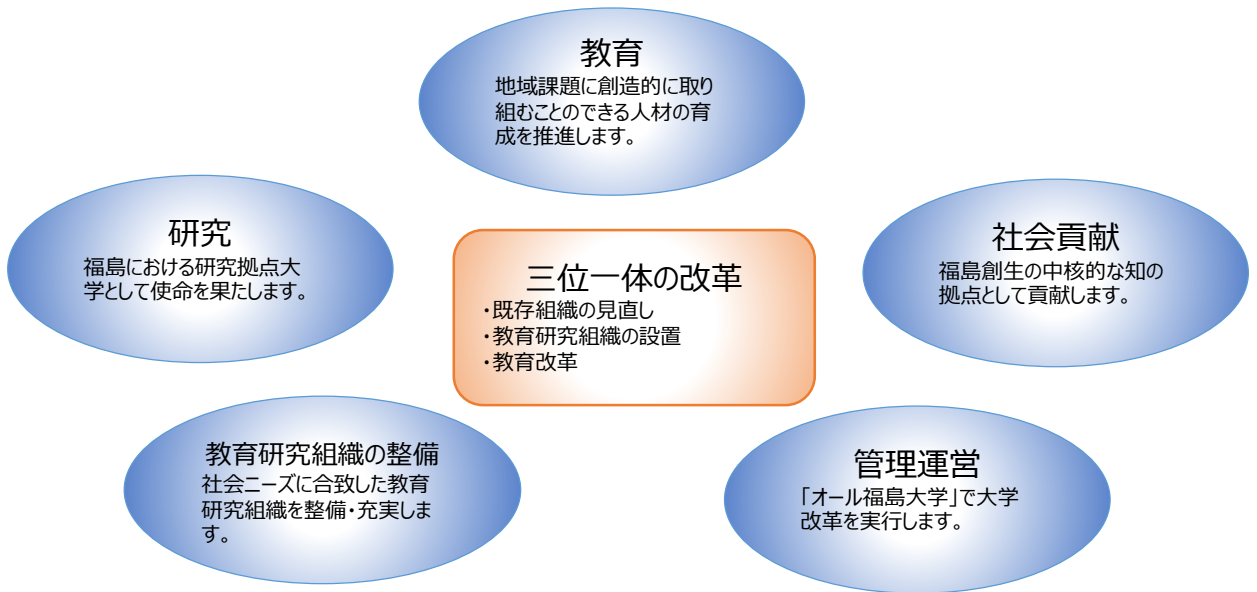 教育
地域課題に創造的に取り
組むことのできる人材の育
成を推進します。
研究
福島における研究拠点大
学として使命を果たします。
三位一体の改革
・既存組織の見直し
・教育研究組織の設置
・教育改革
社会貢献
福島創生の中核的な知の
拠点として貢献します。
教育研究組織の整備
社会ニーズに合致した教育
研究組織を整備・充実しま
す。
管理運営
「オール福島大学」で大学
改革を実行します。